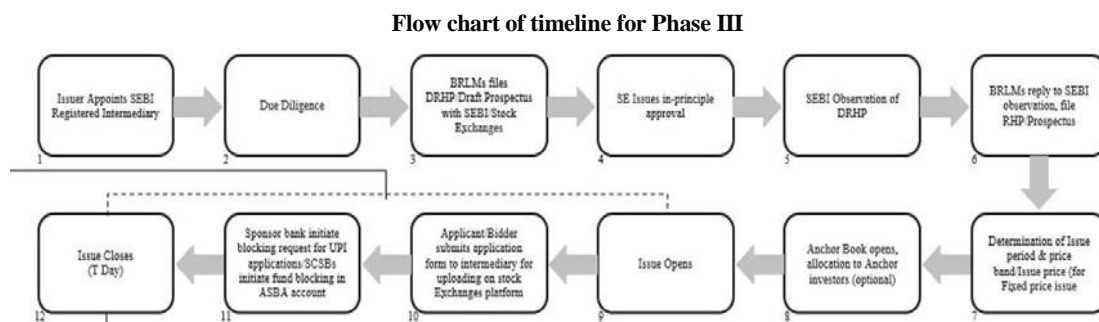 Flow chart of timeline for Phase III
Issuer Appoints SEBI
Registered Intermediary
1
Due Diligence
2
BRLMs files
DRHP/Draft Prospectus
with SEBI/Stock
Exchanges
3
SE Issues in-principle
approval
4
SEBI Observation of
DRHP
5
BRLMs reply to SEBI
observation, file
RHP/Prospectus
6
Determination of Issue
period & price
band/Issue price (for
Fixed price issue
7
Anchor Book opens,
allocation to Anchor
investors (optional)
8
Issue Opens
9
Applicant/Bidder
submits application
form to intermediary for
uploading on stock
Exchanges platform
10
Sponsor bank initiate
blocking request for UPI
applications/SCSBs
initiate fund blocking in
ASBA account
11
Issue Closes
(T Day)
12